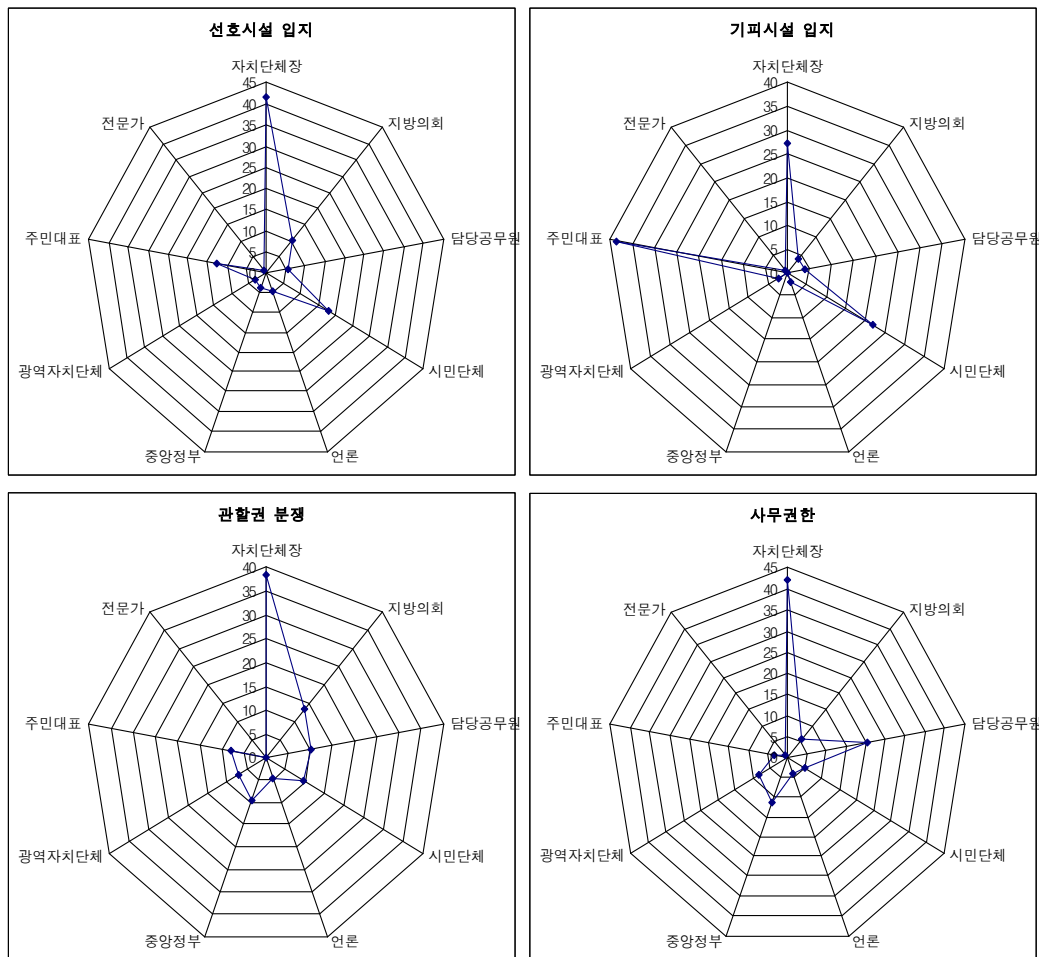 선호시설 입지
자치단체장
지방의회
담당공무원
시민단체
언론
중앙정부
광역자치단체
주민대표
전문가
45
40
35
30
25
20
15
10
5
0
기피시설 입지
자치단체장
지방의회
담당공무원
시민단체
언론
중앙정부
광역자치단체
주민대표
전문가
40
35
30
25
20
15
10
5
0
관할권 분쟁
자치단체장
지방의회
담당공무원
시민단체
언론
중앙정부
광역자치단체
주민대표
전문가
40
35
30
25
20
15
10
5
0
사무권한
자치단체장
지방의회
담당공무원
시민단체
언론
중앙정부
광역자치단체
주민대표
전문가
45
40
35
30
25
20
15
10
5
0